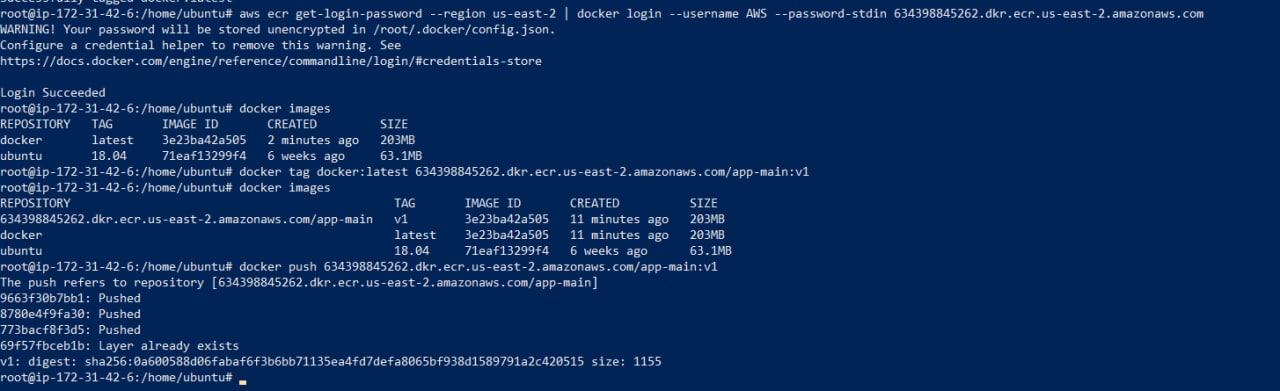 Successfully tagged docker:latest
root@ip-172-31-42-6:/home/ubuntu# aws ecr get-login-password --region us-east-2 | docker login --username AWS --password-stdin 634398845262.dkr.ecr.us-east-2.amazonaws.com
WARNING! Your password will be stored unencrypted in /root/.docker/config.json.
Configure a credential helper to remove this warning. See
https://docs.docker.com/engine/reference/commandline/login/#credentials-store
Login Succeeded
root@ip-172-31-42-6:/home/ubuntu# docker images
REPOSITORY   TAG       IMAGE ID       CREATED         SIZE
docker       latest    3e23ba42a505   2 minutes ago   203MB
ubuntu       18.04     71eaf13299f4   6 weeks ago     63.1MB
root@ip-172-31-42-6:/home/ubuntu# docker tag docker:latest 634398845262.dkr.ecr.us-east-2.amazonaws.com/app-main:v1
root@ip-172-31-42-6:/home/ubuntu# docker images
REPOSITORY                                              TAG       IMAGE ID       CREATED          SIZE
634398845262.dkr.ecr.us-east-2.amazonaws.com/app-main   v1        3e23ba42a505   11 minutes ago   203MB
docker                                                  latest    3e23ba42a505   11 minutes ago   203MB
ubuntu                                                  18.04     71eaf13299f4   6 weeks ago      63.1MB
root@ip-172-31-42-6:/home/ubuntu# docker push 634398845262.dkr.ecr.us-east-2.amazonaws.com/app-main:v1
The push refers to repository [634398845262.dkr.ecr.us-east-2.amazonaws.com/app-main]
9663f30b7bb1: Pushed
8780e4f9fa30: Pushed
773bacf8f3d5: Pushed
69f57fbceb1b: Layer already exists
v1: digest: sha256:0a600588d06fabaf6f3b6bb71135ea4fd7defa8065bf938d1589791a2c420515 size: 1155
root@ip-172-31-42-6:/home/ubuntu#